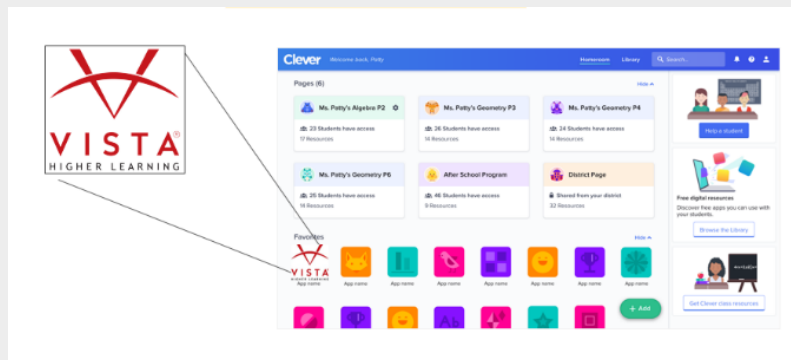 VISTA®
HIGHER LEARNING
Clever
Welcome back, Patty
Homeroom
Library
Search...
Pages (6)
Hide
Ms. Patty's Algebra P2
23 Students have access
17 Resources
Ms. Patty's Geometry P3
26 Students have access
14 Resources
Ms. Patty's Geometry P4
24 Students have access
14 Resources
Ms. Patty's Geometry P6
25 Students have access
14 Resources
After School Program
46 Students have access
9 Resources
District Page
Shared from your district
32 Resources
Favorites
Hide
VISTA
HIGHER LEARNING
App name
App name
App name
App name
App name
App name
App name
App name
Ab
+ Add
Help a student
Free digital resources
Discover free apps you can use with
your students.
Browse the Library
Get Clever class resources